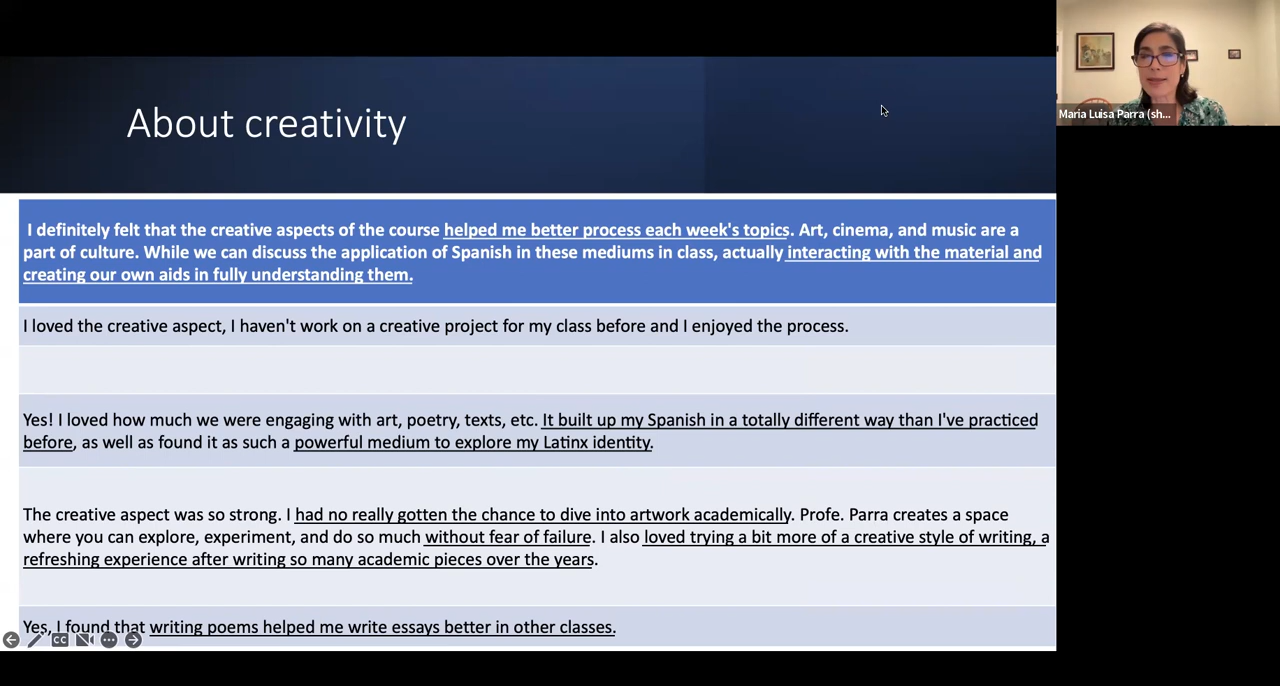 About creativity
Maria Luisa Parra (sh...
I definitely felt that the creative aspects of the course helped me better process each week's topics. Art, cinema, and music are a
part of culture. While we can discuss the application of Spanish in these mediums in class, actually interacting with the material and
creating our own aids in fully understanding them.
I loved the creative aspect, I haven't work on a creative project for my class before and I enjoyed the process.
Yes! I loved how much we were engaging with art, poetry, texts, etc. It built up my Spanish in a totally different way than I've practiced
before, as well as found it as such a powerful medium to explore my Latinx identity.
The creative aspect was so strong. I had no really gotten the chance to dive into artwork academically. Profe. Parra creates a space
where you can explore, experiment, and do so much without fear of failure. I also loved trying a bit more of a creative style of writing, a
refreshing experience after writing so many academic pieces over the years.
Yes, I found that writing poems helped me write essays better in other classes.
CC